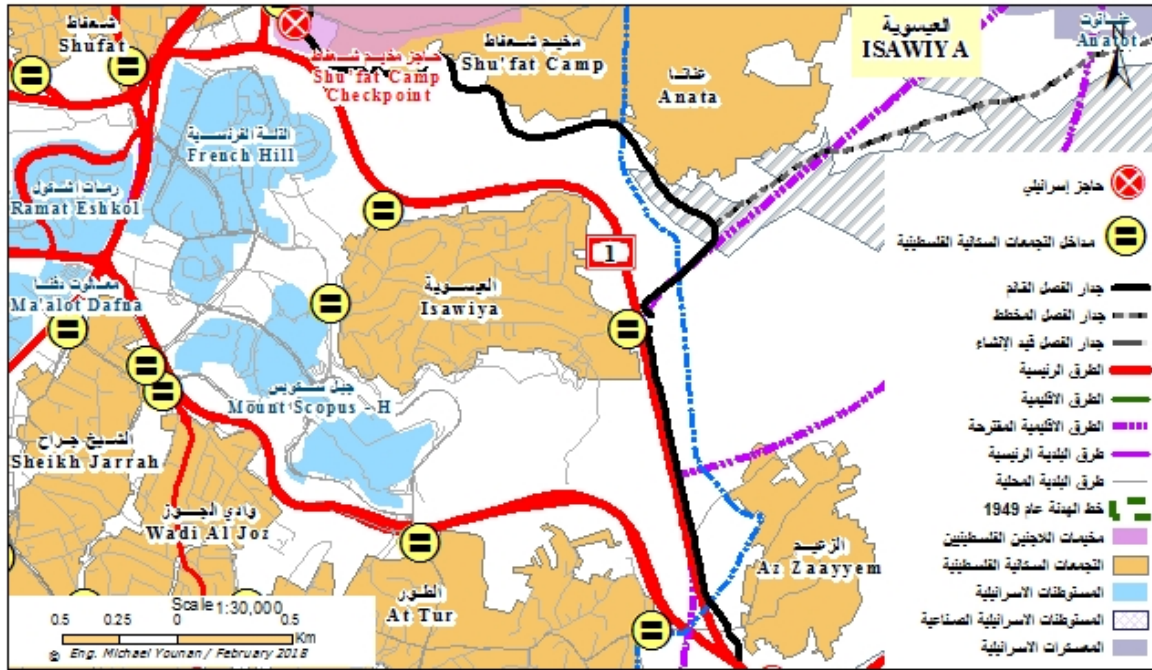 شعفاط
Shufat
حاجز مخيم شعفاط
Shu'fat Camp
Checkpoint
مخيم شعفاط
Shu'fat Camp
عناتا
Anata
العيسوية
ISAWIYA
عناتوت
Anatot
التلة الفرنسية
French Hill
رمات اشكول
Ramat Eshkol
معالوت دفنا
Ma'alot Dafna
العيسوية
Isawiya
1
جبل سكوبس
Mount Scopus - H
الشيخ جراح
Sheikh Jarrah
وادي الجوز
Wadi Al Joz
الطور
At Tur
الزعيم
Az Zaayyem
حاجز إسرائيلي
مداخل التجمعات السكانية الفلسطينية
جدار الفصل القائم
جدار الفصل المخطط
جدار الفصل قيد الإنشاء
الطرق الرئيسية
الطرق الاقليمية
الطرق الاقليمية المقترحة
طرق البلدية الرئيسية
طرق البلدية المحلية
خط الهدنة عام 1949
مخيمات اللاجئين الفلسطينيين
التجمعات السكانية الفلسطينية
المستوطنات الاسرائيلية
المستوطنات الاسرائيلية الصناعية
المعسكرات الاسرائيلية
Scale 1:30,000
0.5 0.25 0 0.5
Km
© Eng. Michael Younan / February 2018